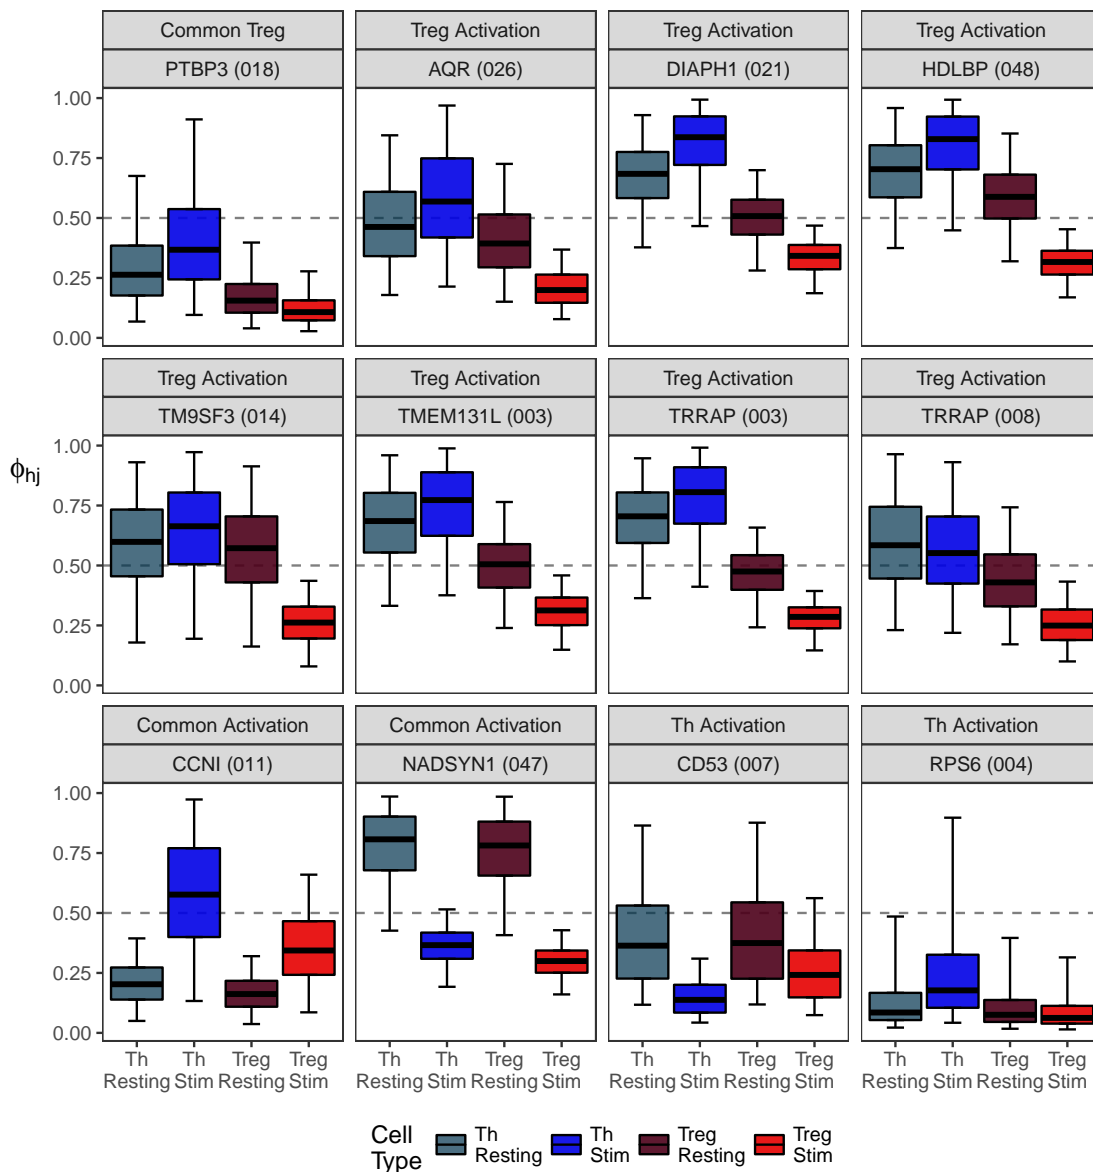 Common Treg
Treg Activation
Treg Activation
Treg Activation
PTBP3 (018)
AQR (026)
DIAPH1 (021)
HDLBP (048)
1.00
0.75
0.50
0.25
0.00
Treg Activation
Treg Activation
Treg Activation
Treg Activation
TM9SF3 (014)
TMEM131L (003)
TRRAP (003)
TRRAP (008)
1.00
0.75
0.50
0.25
0.00
ϕhj
Common Activation
Common Activation
Th Activation
Th Activation
CCNI (011)
NADSYN1 (047)
CD53 (007)
RPS6 (004)
1.00
0.75
0.50
0.25
0.00
Th Th Treg Treg
Resting Stim Resting Stim
Th Th Treg Treg
Resting Stim Resting Stim
Th Th Treg Treg
Resting Stim Resting Stim
Th Th Treg Treg
Resting Stim Resting Stim
Cell
Type
Th
Resting
Th
Stim
Treg
Resting
Treg
Stim